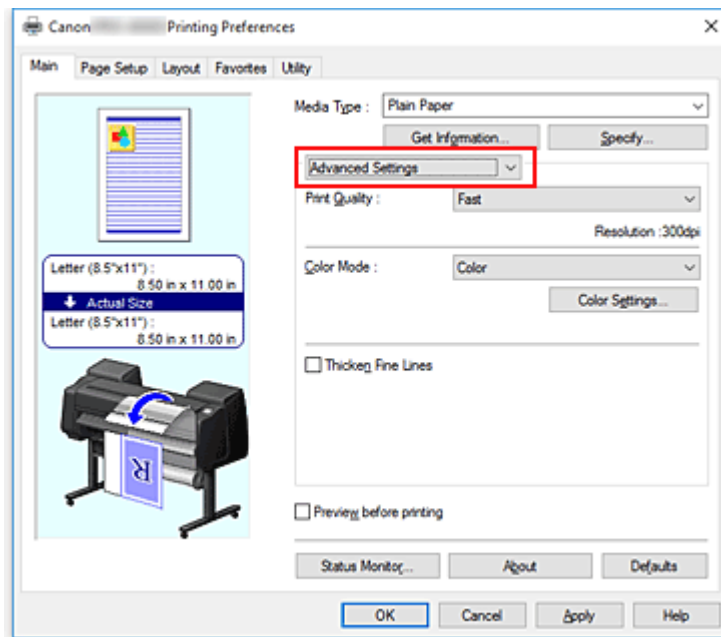 Canon Printing Preferences
Main Page Setup Layout Favorites Utility
Media Type : Plain Paper
Get Information... Specify...
Advanced Settings
Print Quality : Fast
Resolution :300dpi
Letter (8.5"x11") :
8.50 in x 11.00 in
Actual Size
Letter (8.5"x11") :
8.50 in x 11.00 in
Color Mode : Color
Color Settings...
Thicken Fine Lines
R
Preview before printing
Status Monitor... About Defaults
OK Cancel Apply Help